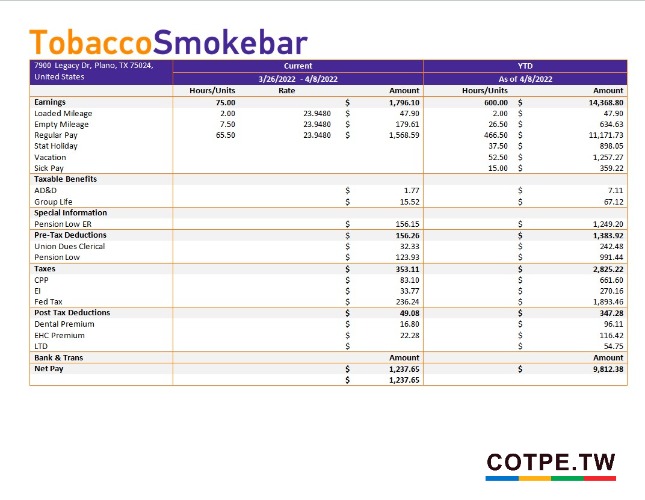 TobaccoSmokebar
7900 Legacy Dr, Plano, TX 75024, Current YTD
United States 3/26/2022 - 4/8/2022 As of 4/8/2022
Hours/Units Rate Amount Hours/Units Amount
Earnings 75.00 $ 1,796.10 600.00 $ 14,368.80
Loaded Mileage 2.00 23.9480 $ 47.90 2.00 $ 47.90
Empty Mileage 7.50 23.9480 $ 179.61 26.50 $ 634.63
Regular Pay 65.50 23.9480 $ 1,568.59 466.50 $ 11,171.73
Stat Holiday 37.50 $ 898.05
Vacation 52.50 $ 1,257.27
Sick Pay 15.00 $ 359.22
Taxable Benefits
AD&D $ 1.77 $ 7.11
Group Life $ 15.52 $ 67.12
Special Information
Pension Low ER $ 156.15 $ 1,249.20
Pre-Tax Deductions $ 156.26 $ 1,383.92
Union Dues Clerical $ 32.33 $ 242.48
Pension Low $ 123.93 $ 991.44
Taxes $ 353.11 $ 2,825.22
CPP $ 83.10 $ 661.60
EI $ 33.77 $ 270.16
Fed Tax $ 236.24 $ 1,893.46
Post Tax Deductions $ 49.08 $ 347.28
Dental Premium $ 16.80 $ 96.11
EHC Premium $ 22.28 $ 116.42
LTD $ $ 54.75
Bank & Trans Amount Amount
Net Pay $ 1,237.65 $ 9,812.38
$ 1,237.65
COTPE.TW